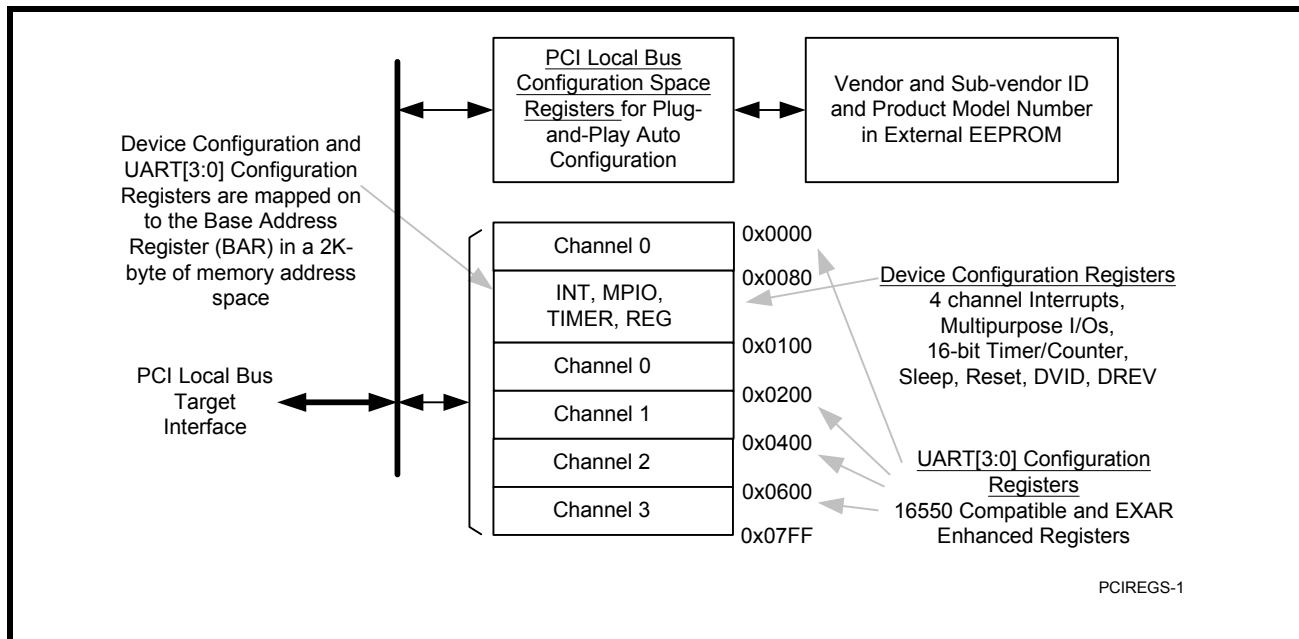 PCI Local Bus
Configuration Space
Registers for Plug-
and-Play Auto
Configuration
Vendor and Sub-vendor ID
and Product Model Number
in External EEPROM
Device Configuration and
UART[3:0] Configuration
Registers are mapped on
to the Base Address
Register (BAR) in a 2K-
byte of memory address
space
PCI Local Bus
Target
Interface
Channel 0
INT, MPIO,
TIMER, REG
Channel 0
Channel 1
Channel 2
Channel 3
0x0000
0x0080
0x0100
0x0200
0x0400
0x0600
0x07FF
Device Configuration Registers
4 channel Interrupts,
Multipurpose I/Os,
16-bit Timer/Counter,
Sleep, Reset, DVID, DREV
UART[3:0] Configuration
Registers
16550 Compatible and EXAR
Enhanced Registers
PCIREGS-1